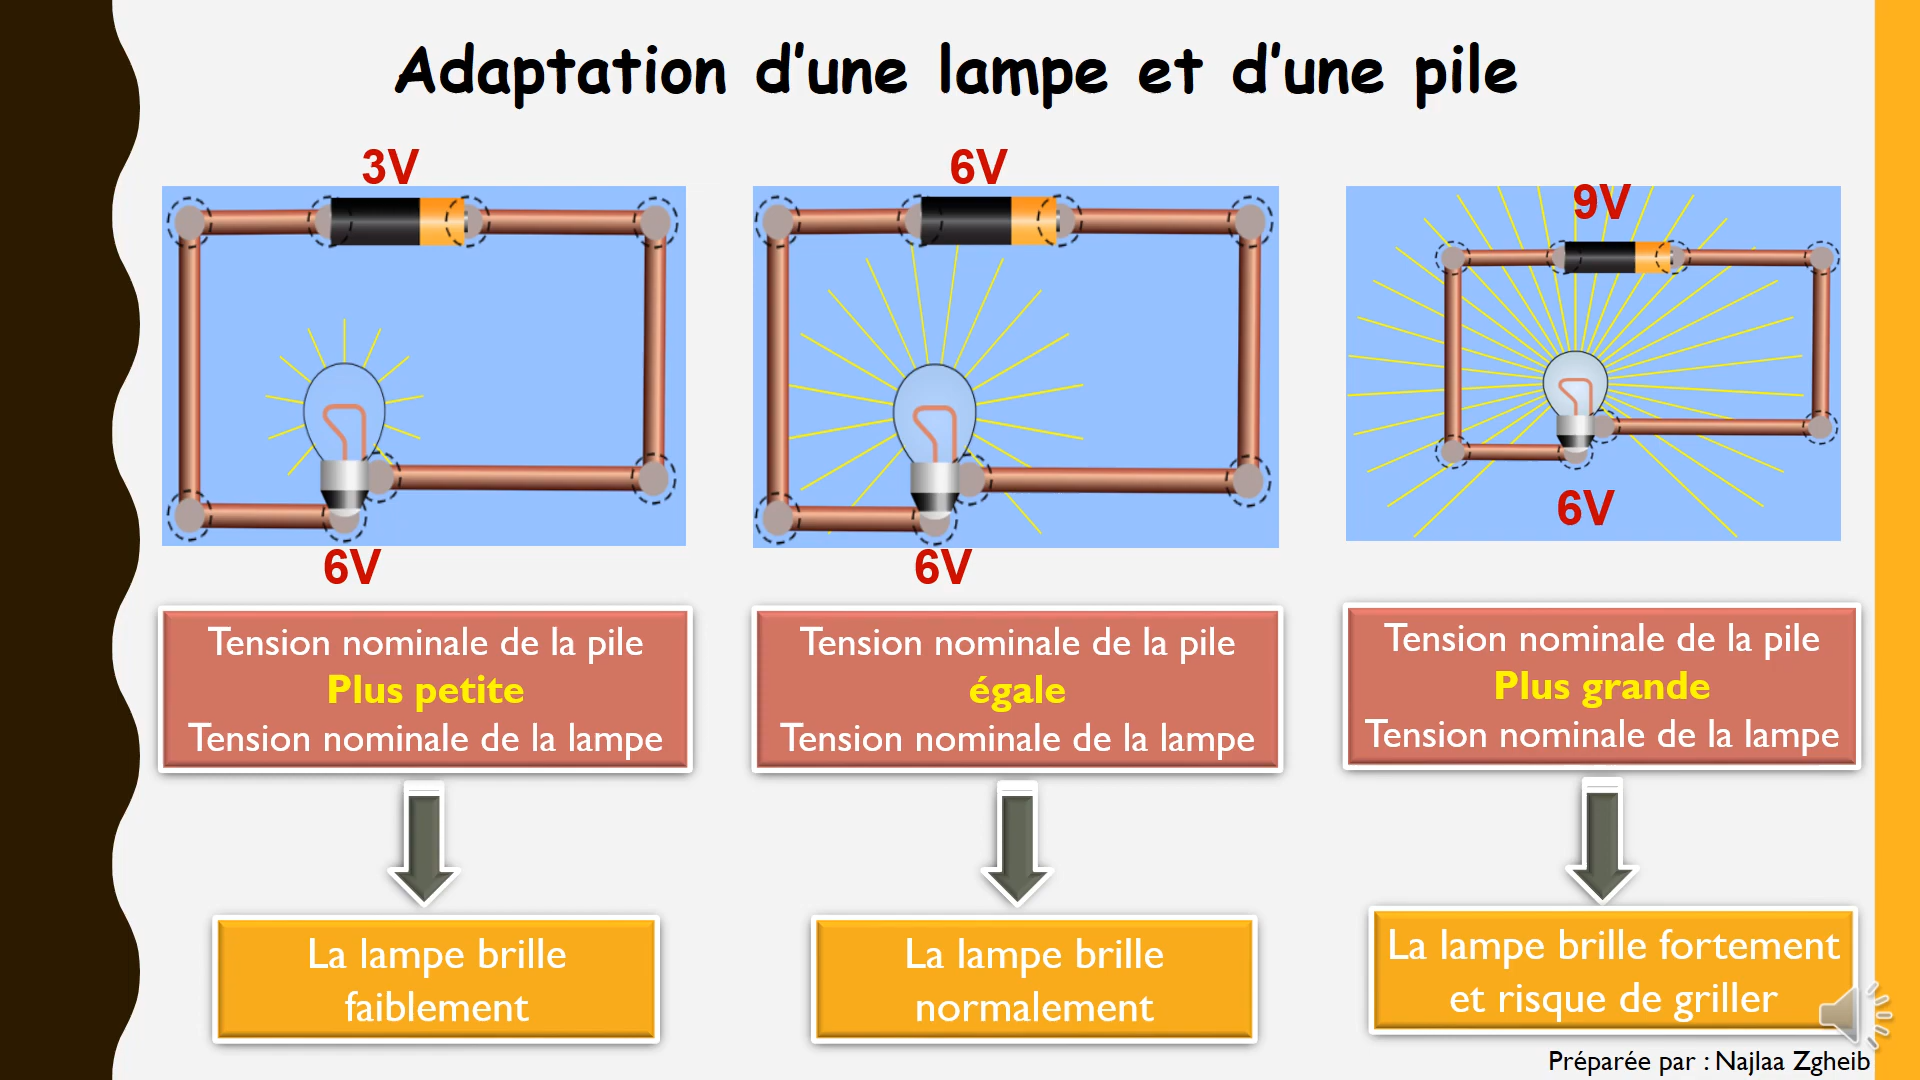 Adaptation d'une lampe et d'une pile
3V
6V
Tension nominale de la pile
Plus petite
Tension nominale de la lampe
La lampe brille
faiblement
6V
6V
Tension nominale de la pile
égale
Tension nominale de la lampe
La lampe brille
normalement
9V
6V
Tension nominale de la pile
Plus grande
Tension nominale de la lampe
La lampe brille fortement
et risque de griller
Préparée par : Najlaa Zgheib